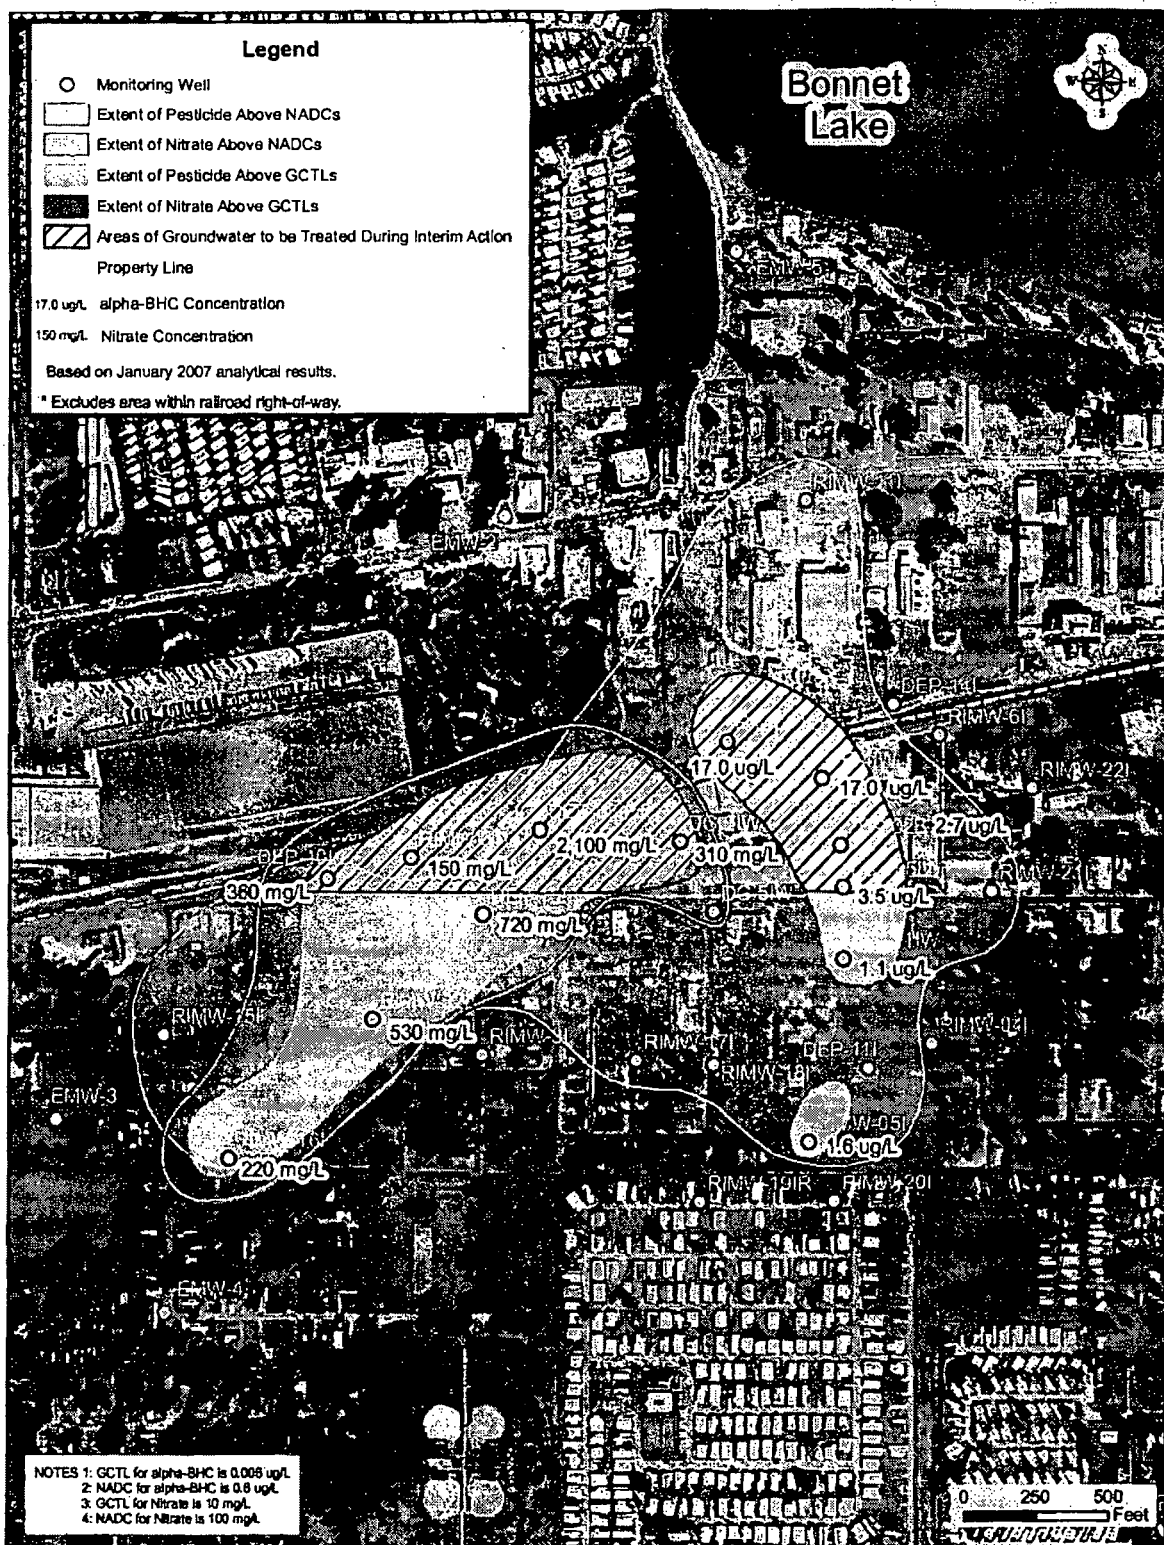 Legend
Monitoring Well
Extent of Pesticide Above NADCs
Extent of Nitrate Above NADCs
Extent of Pesticide Above GCTLs
Extent of Nitrate Above GCTLs
Areas of Groundwater to be Treated During Interim Action
Property Line
17.0 ug/L alpha-BHC Concentration
150 mg/L Nitrate Concentration
Based on January 2007 analytical results.
* Excludes area within railroad right-of-way.
Bonnet
Lake
N
W
E
S
EMW-2
DEP-14I
RIMW-6I
17.0 ug/L
17.0 ug/L
RIMW-22I
2.7 ug/L
2,100 mg/L
310 mg/L
150 mg/L
360 mg/L
3.5 ug/L
RIMW-21I
720 mg/L
1.1 ug/L
RIMW-15I
530 mg/L
RIMW-17I
RIMW-18I
DEP-11I
RIMW-04I
EMW-3
W-05I
1.6 ug/L
220 mg/L
RIMW-19IR
RIMW-20I
EMW-4
NOTES 1: GCTL for alpha-BHC is 0.006 ug/L
2: NADC for alpha-BHC is 0.6 ug/L
3: GCTL for Nitrate is 10 mg/L
4: NADC for Nitrate is 100 mg/L
0 250 500
Feet